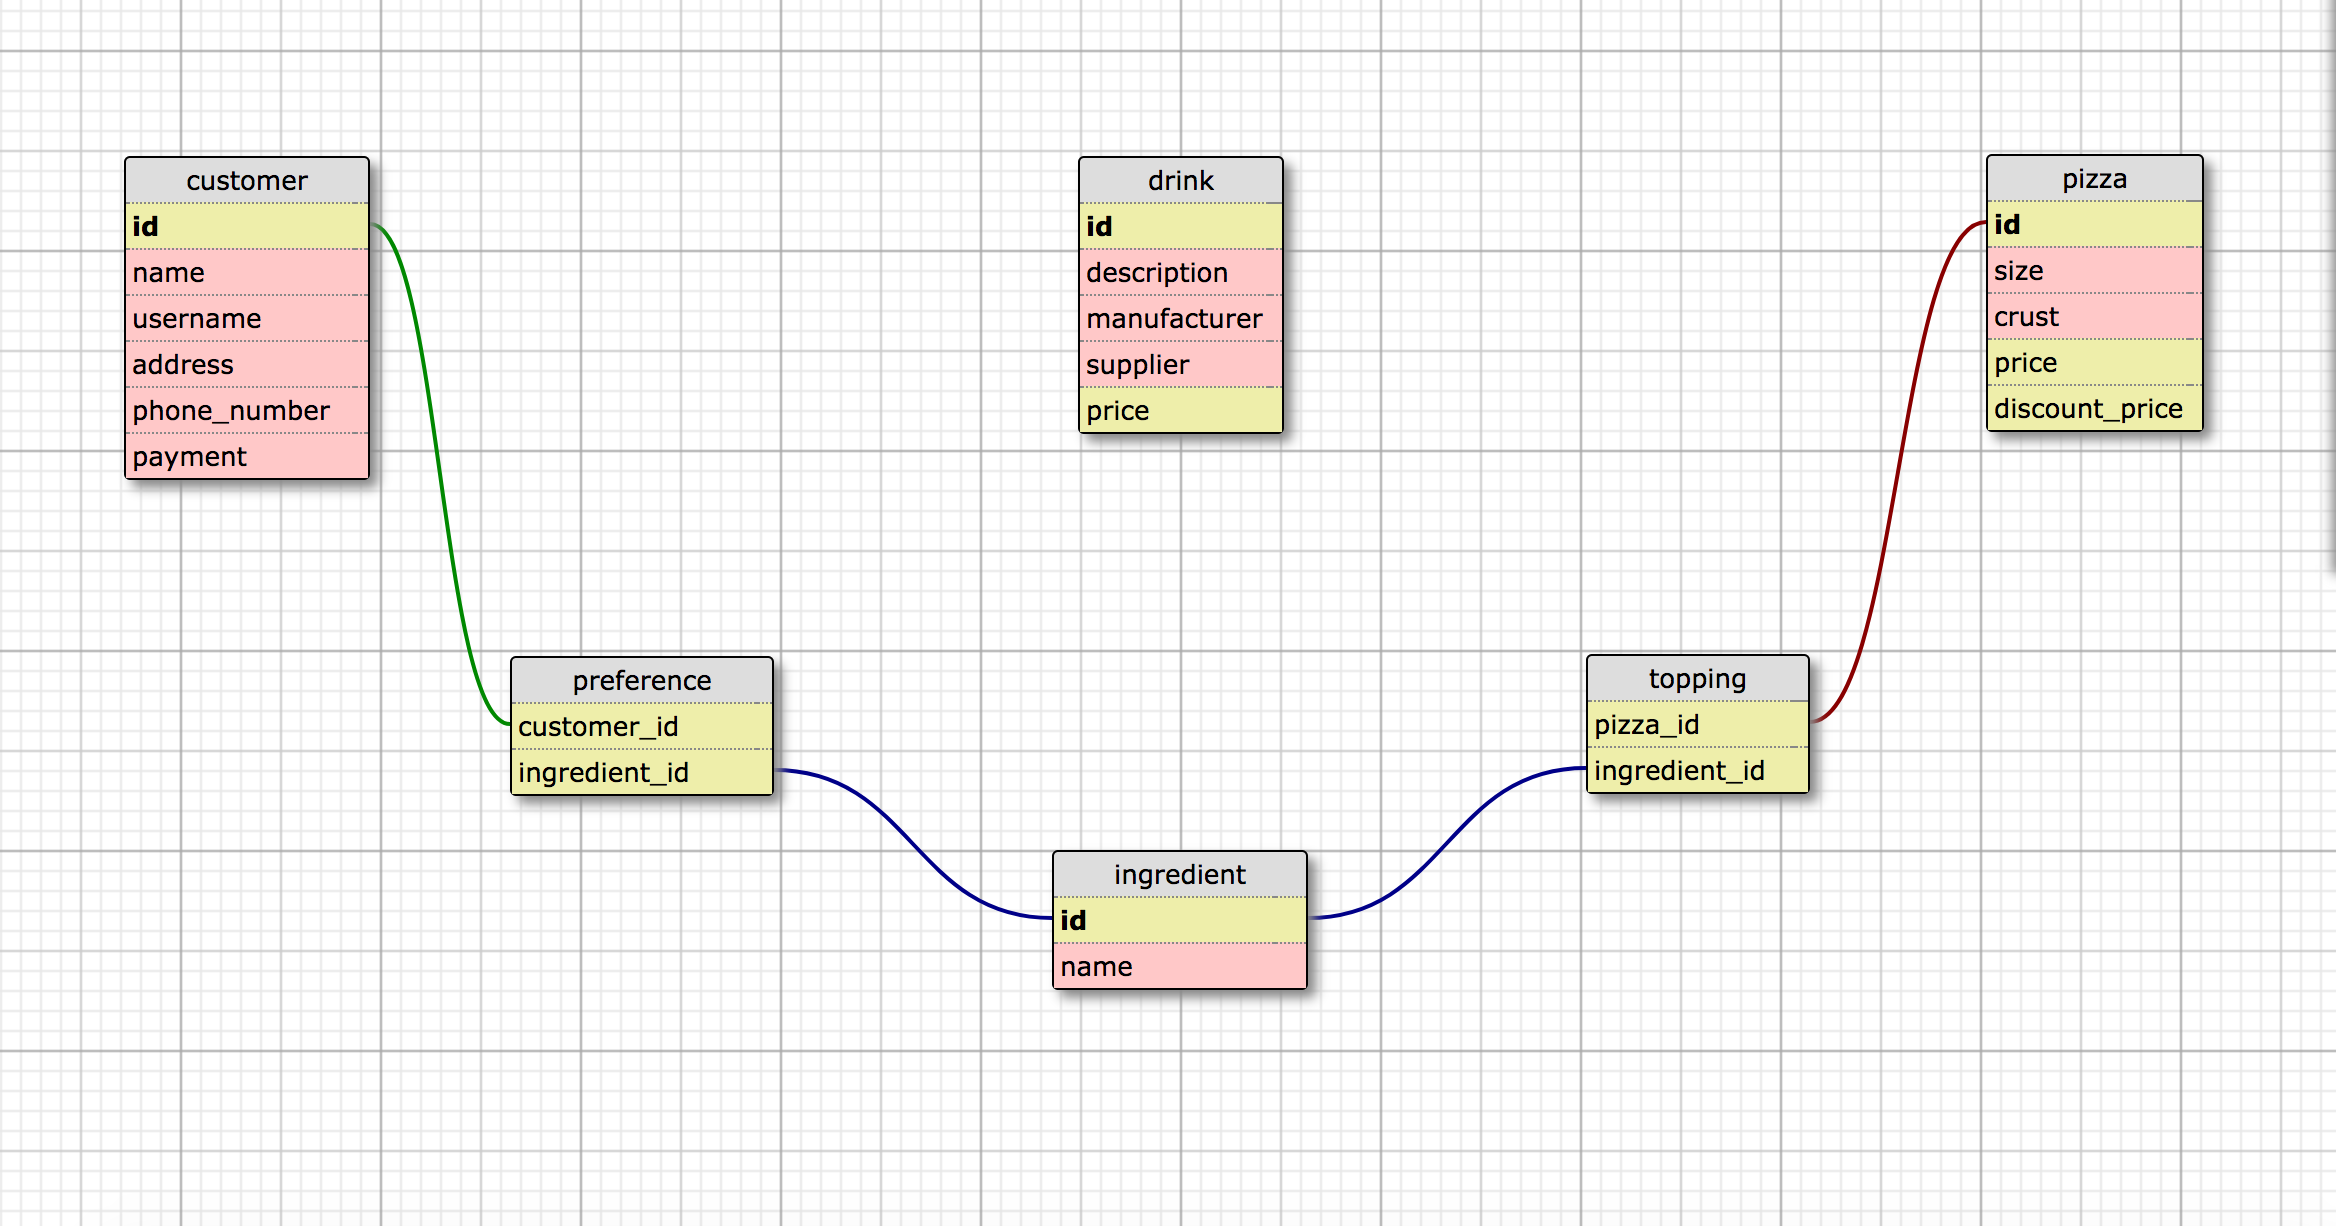 customer
id
name
username
address
phone_number
payment
drink
id
description
manufacturer
supplier
price
pizza
id
size
crust
price
discount_price
preference
customer_id
ingredient_id
topping
pizza_id
ingredient_id
ingredient
id
name